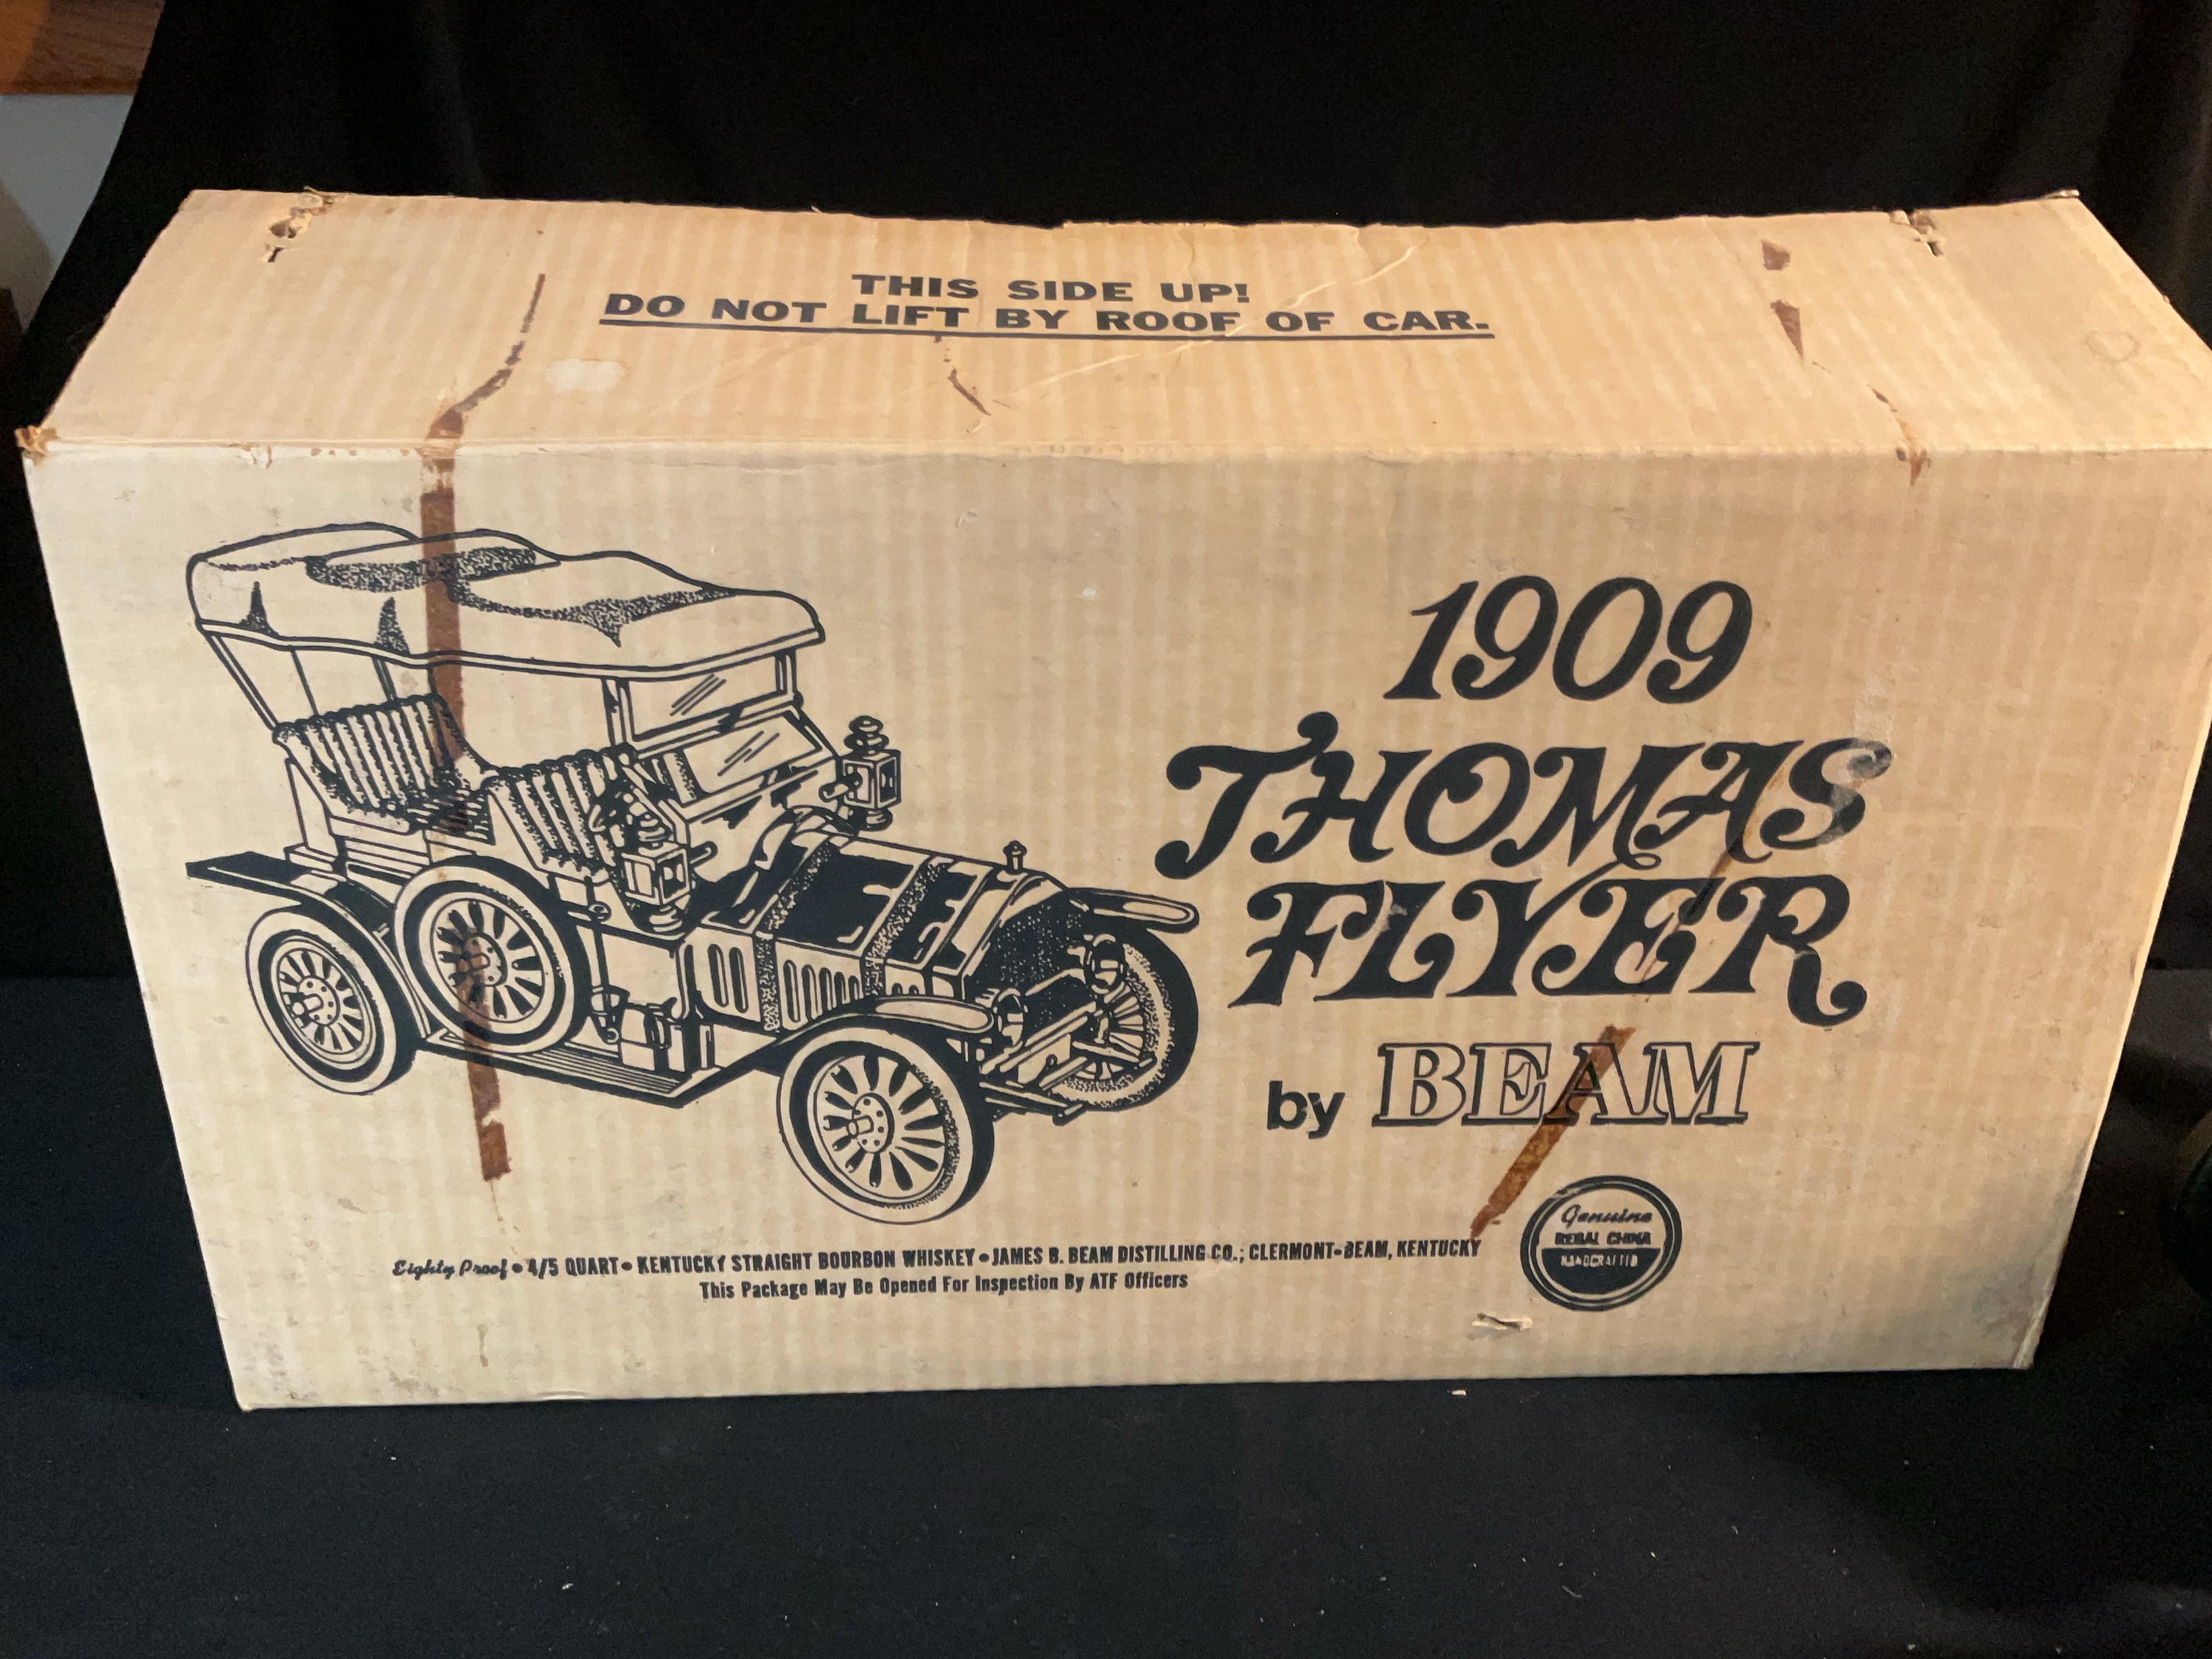 THIS SIDE UP!
DO NOT LIFT BY ROOF OF CAR.
1909
THOMAS
FLYER
by BEAM
Eighty Proof • 4/5 QUART • KENTUCKY STRAIGHT BOURBON WHISKEY • JAMES B. BEAM DISTILLING CO.; CLERMONT-BEAM, KENTUCKY
This Package May Be Opened For Inspection By ATF Officers
Genuine
REGAL CHINA
HANDCRAFTED